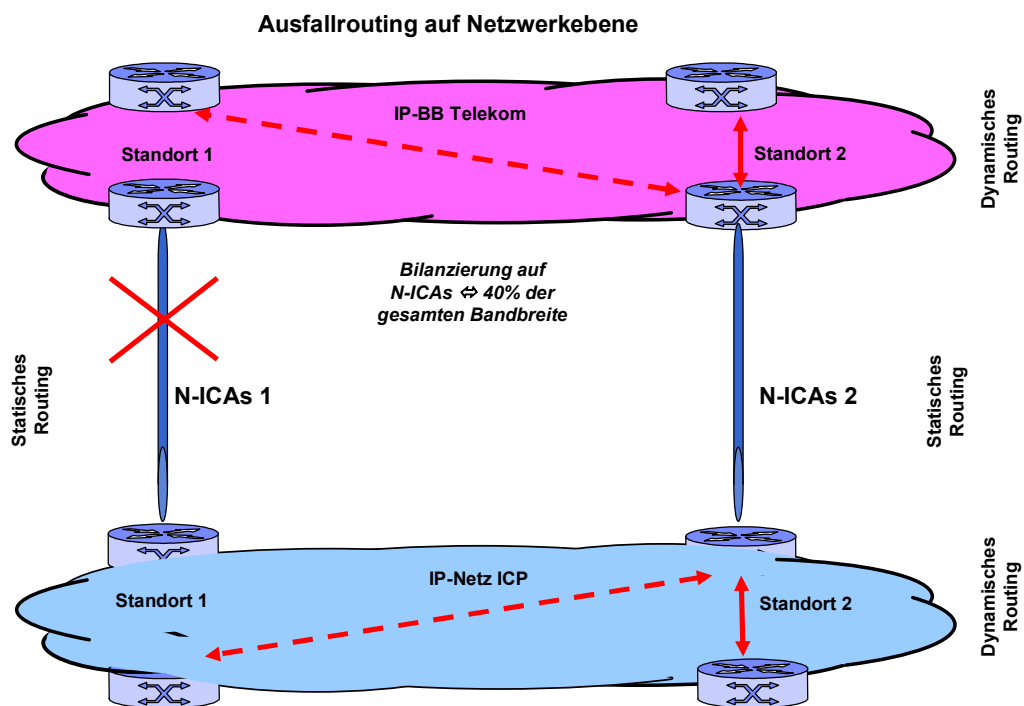 Ausfallrouting auf Netzwerkebene
IP-BB Telekom
Standort 1
Standort 2
Dynamisches
Routing
Bilanzierung auf
N-ICAs ⇔ 40% der
gesamten Bandbreite
Statisches
Routing
N-ICAs 1
N-ICAs 2
Statisches
Routing
IP-Netz ICP
Standort 1
Standort 2
Dynamisches
Routing